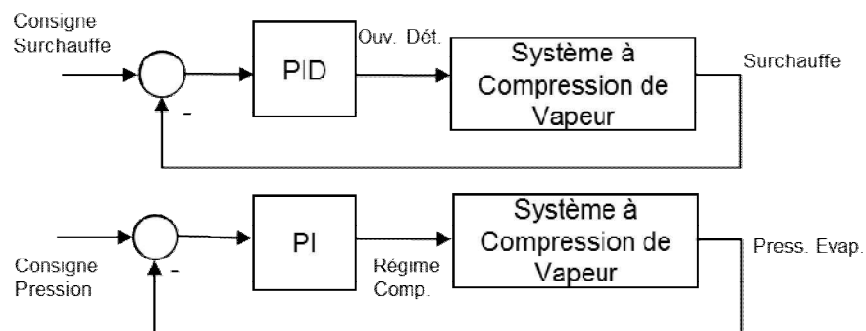 Consigne
Surchauffe
PID
Ouv. Dét.
Système à
Compression de
Vapeur
Surchauffe
-
Consigne
Pression
PI
Régime
Comp.
Système à
Compression de
Vapeur
Press. Evap.
-